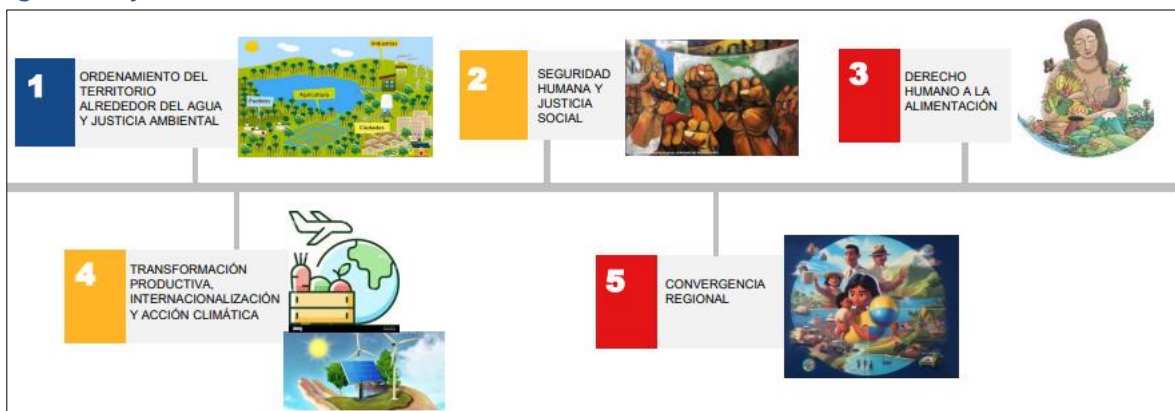 1
ORDENAMIENTO DEL
TERRITORIO
ALREDEDOR DEL AGUA
Y JUSTICIA AMBIENTAL
Industrias
Agricultura
Ciudades
2
SEGURIDAD
HUMANA Y
JUSTICIA
SOCIAL
3
DERECHO
HUMANO A LA
ALIMENTACIÓN
4
TRANSFORMACIÓN
PRODUCTIVA,
INTERNACIONALIZACIÓN
Y ACCIÓN CLIMÁTICA
5
CONVERGENCIA
REGIONAL